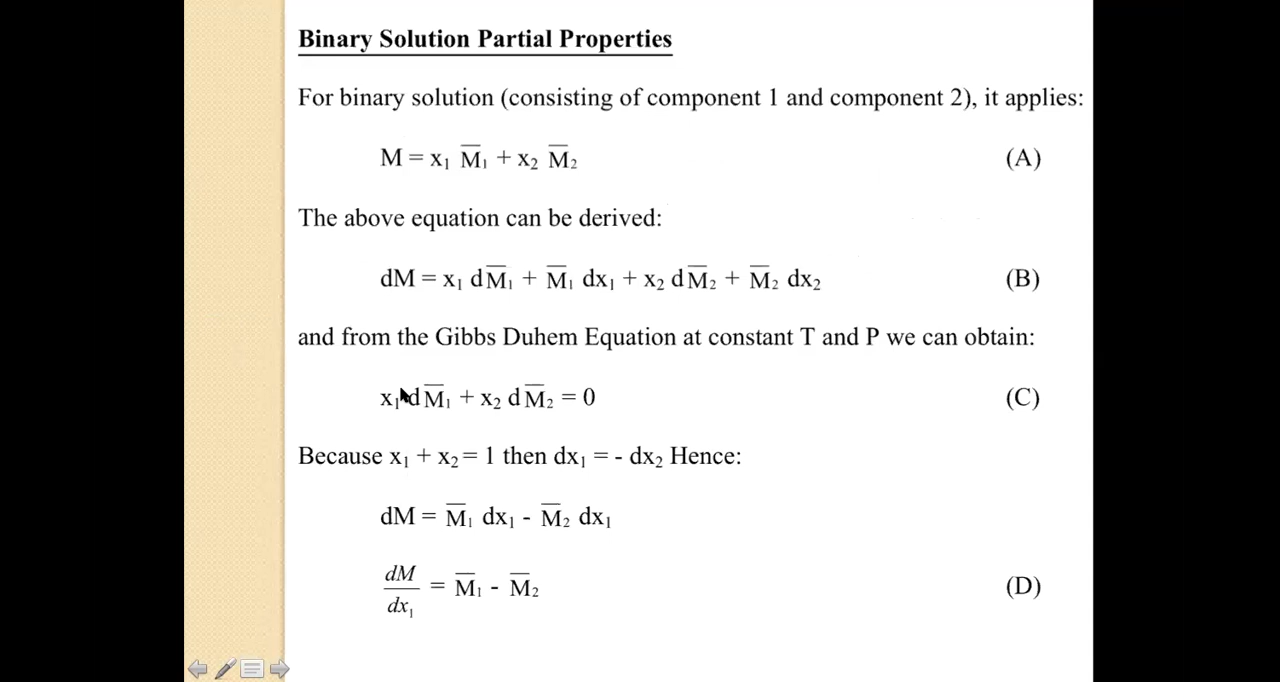 Binary Solution Partial Properties
For binary solution (consisting of component 1 and component 2), it applies:
M = x₁ M̅₁ + x₂ M̅₂ (A)
The above equation can be derived:
dM = x₁ dM̅₁ + M̅₁ dx₁ + x₂ dM̅₂ + M̅₂ dx₂ (B)
and from the Gibbs Duhem Equation at constant T and P we can obtain:
x₁ dM̅₁ + x₂ dM̅₂ = 0 (C)
Because x₁ + x₂ = 1 then dx₁ = - dx₂ Hence:
dM = M̅₁ dx₁ - M̅₂ dx₁
dM/dx₁ = M̅₁ - M̅₂ (D)